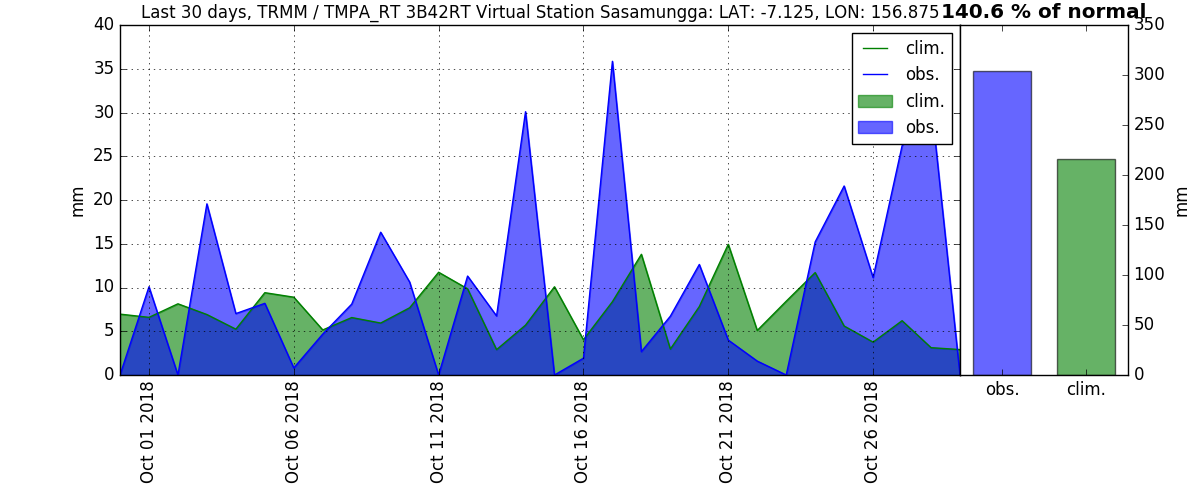 Last 30 days, TRMM / TMPA_RT 3B42RT Virtual Station Sasamungga: LAT: -7.125, LON: 156.875
140.6 % of normal
40
35
30
25
20
15
10
5
0
mm
clim.
obs.
clim.
obs.
Oct 01 2018
Oct 06 2018
Oct 11 2018
Oct 16 2018
Oct 21 2018
Oct 26 2018
350
300
250
200
150
100
50
0
mm
obs.
clim.